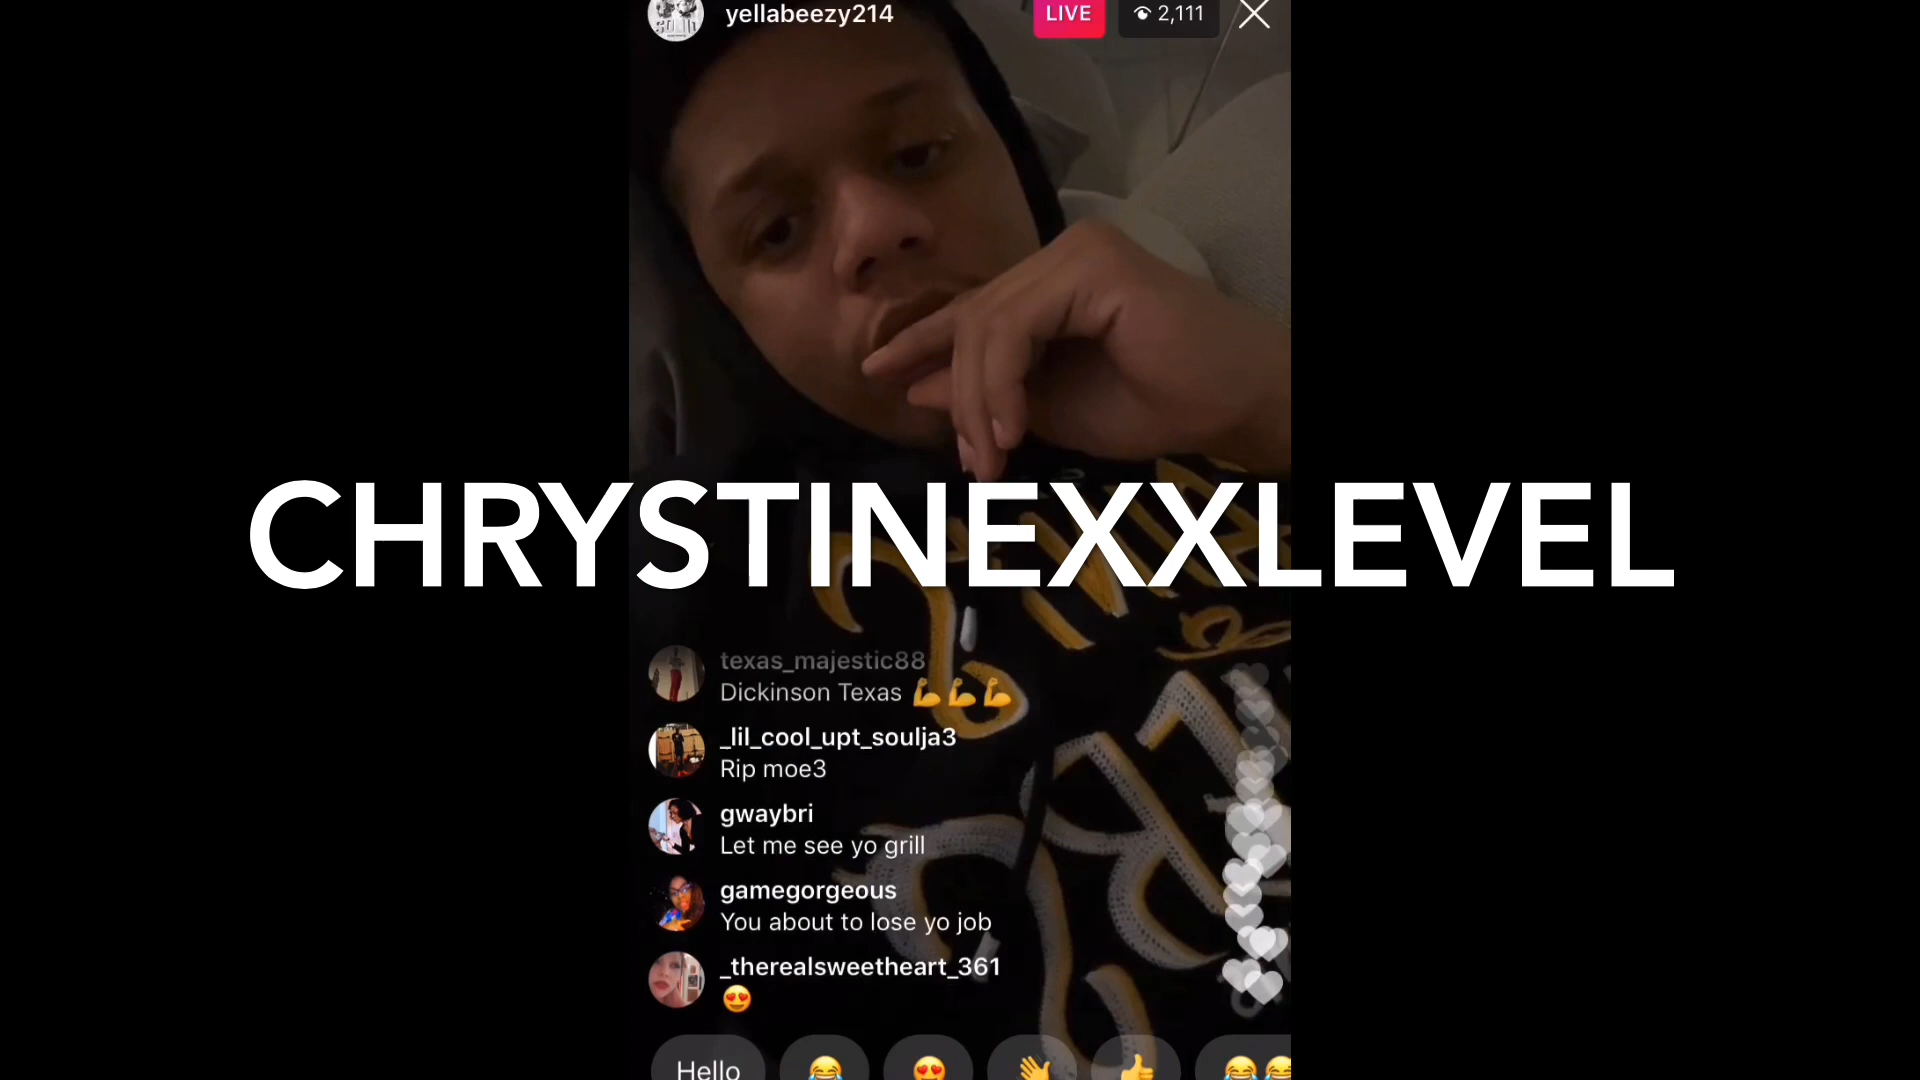 yellabeezy214
LIVE 2,111
CHRYSTINEXXLEVEL
texas_majestic88
Dickinson Texas 💪💪💪
_lil_cool_upt_soulja3
Rip moe3
gwaybri
Let me see yo grill
gamegorgeous
You about to lose yo job
_therealsweetheart_361
😍
Hello 😂 😍 👋 👍 😂😂